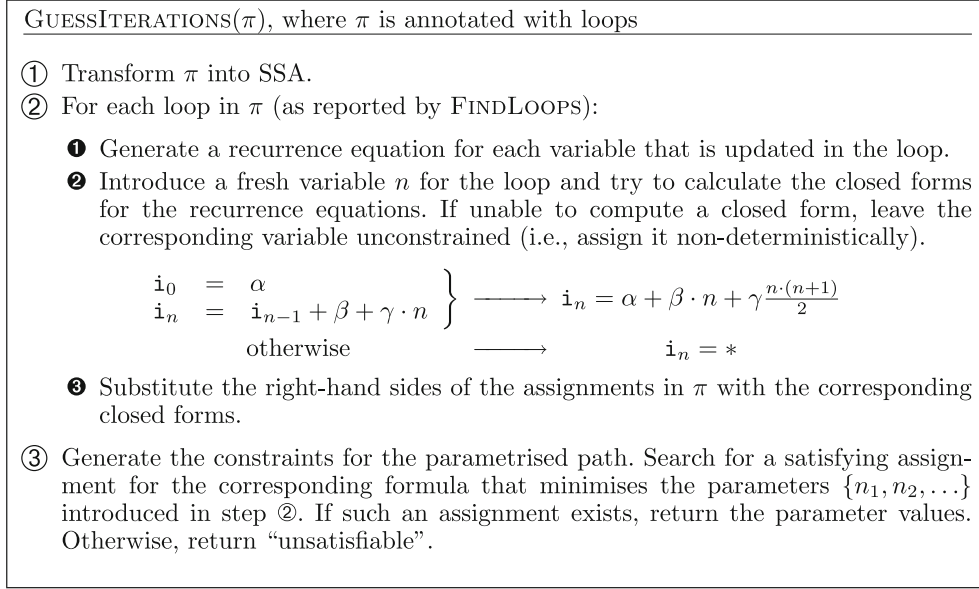 GUESSITERATIONS(π), where π is annotated with loops
① Transform π into SSA.
② For each loop in π (as reported by FINDLOOPS):
❶ Generate a recurrence equation for each variable that is updated in the loop.
❷ Introduce a fresh variable n for the loop and try to calculate the closed forms
for the recurrence equations. If unable to compute a closed form, leave the
corresponding variable unconstrained (i.e., assign it non-deterministically).
i₀ = α
iₙ = iₙ₋₁ + β + γ · n } ⟶ iₙ = α + β · n + γ n·(n+1)/2
otherwise ⟶ iₙ = ∗
❸ Substitute the right-hand sides of the assignments in π with the corresponding
closed forms.
③ Generate the constraints for the parametrised path. Search for a satisfying assign-
ment for the corresponding formula that minimises the parameters {n₁, n₂, …}
introduced in step ②. If such an assignment exists, return the parameter values.
Otherwise, return “unsatisfiable”.